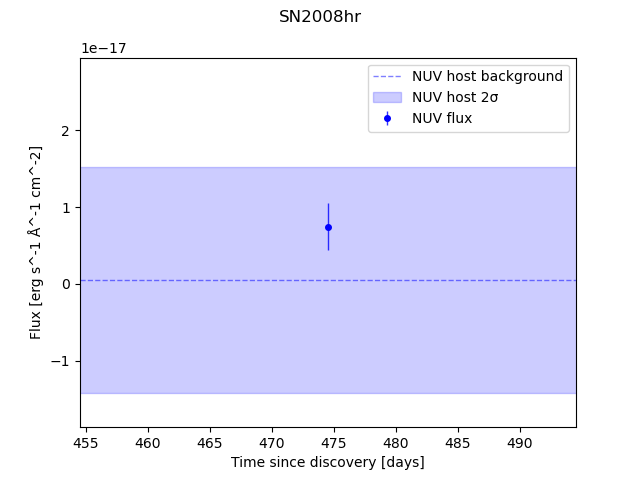 SN2008hr
1e−17
NUV host background
NUV host 2σ
NUV flux
2
1
0
−1
Flux [erg s^-1 Å^-1 cm^-2]
455 460 465 470 475 480 485 490
Time since discovery [days]